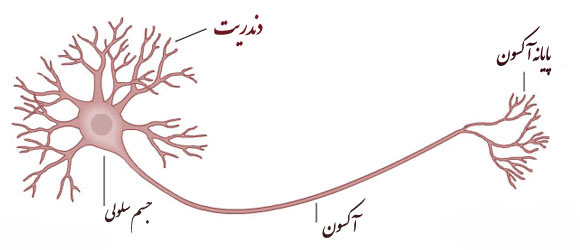 دندریت
پایانه آکسون
جسم سلولی
آکسون